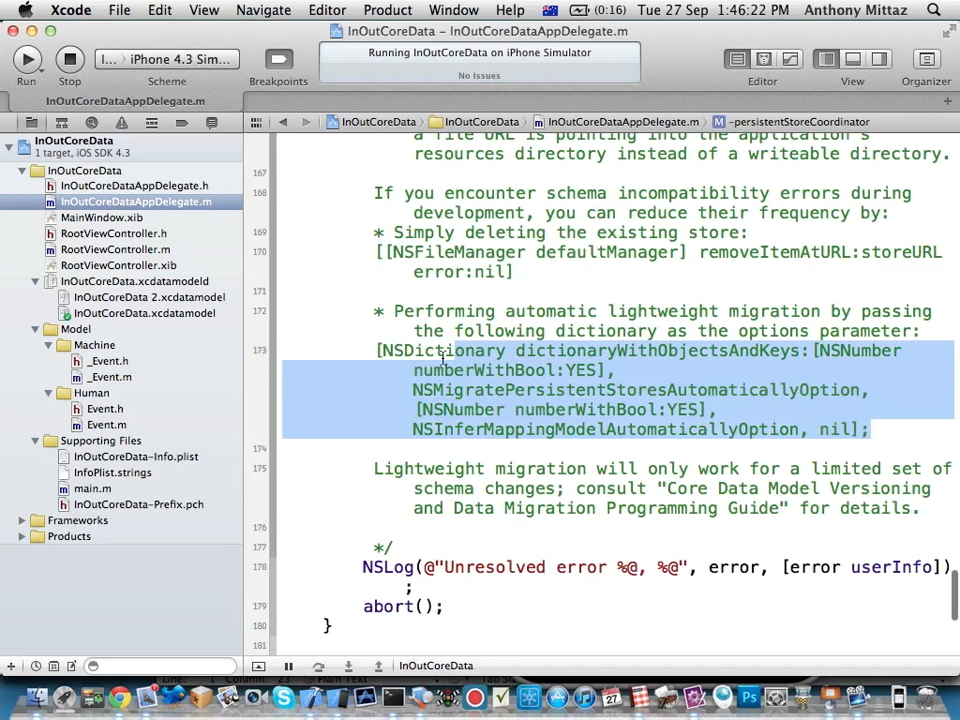 Xcode File Edit View Navigate Editor Product Window Help (0:16) Tue 27 Sep 1:46:22 PM Anthony Mittaz
InOutCoreData – InOutCoreDataAppDelegate.m
I... iPhone 4.3 Sim...
Running InOutCoreData on iPhone Simulator
No Issues
Run Stop Scheme Breakpoints Editor View Organizer
InOutCoreDataAppDelegate.m
InOutCoreData InOutCoreData InOutCoreDataAppDelegate.m M -persistentStoreCoordinator
InOutCoreData
1 target, iOS SDK 4.3
InOutCoreData
h InOutCoreDataAppDelegate.h
m InOutCoreDataAppDelegate.m
MainWindow.xib
h RootViewController.h
m RootViewController.m
RootViewController.xib
InOutCoreData.xcdatamodeld
InOutCoreData 2.xcdatamodel
InOutCoreData.xcdatamodel
Model
Machine
h _Event.h
m _Event.m
Human
h Event.h
m Event.m
Supporting Files
InOutCoreData-Info.plist
InfoPlist.strings
m main.m
h InOutCoreData-Prefix.pch
Frameworks
Products
a file URL is pointing into the application's
resources directory instead of a writeable directory.
167
168 If you encounter schema incompatibility errors during
development, you can reduce their frequency by:
169 * Simply deleting the existing store:
170 [[NSFileManager defaultManager] removeItemAtURL:storeURL
error:nil]
171
172 * Performing automatic lightweight migration by passing
the following dictionary as the options parameter:
173 [NSDictionary dictionaryWithObjectsAndKeys:[NSNumber
numberWithBool:YES],
NSMigratePersistentStoresAutomaticallyOption,
[NSNumber numberWithBool:YES],
NSInferMappingModelAutomaticallyOption, nil];
174
175 Lightweight migration will only work for a limited set of
schema changes; consult "Core Data Model Versioning
and Data Migration Programming Guide" for details.
176
177 */
178 NSLog(@"Unresolved error %@, %@", error, [error userInfo])
;
179 abort();
180 }
181
InOutCoreData